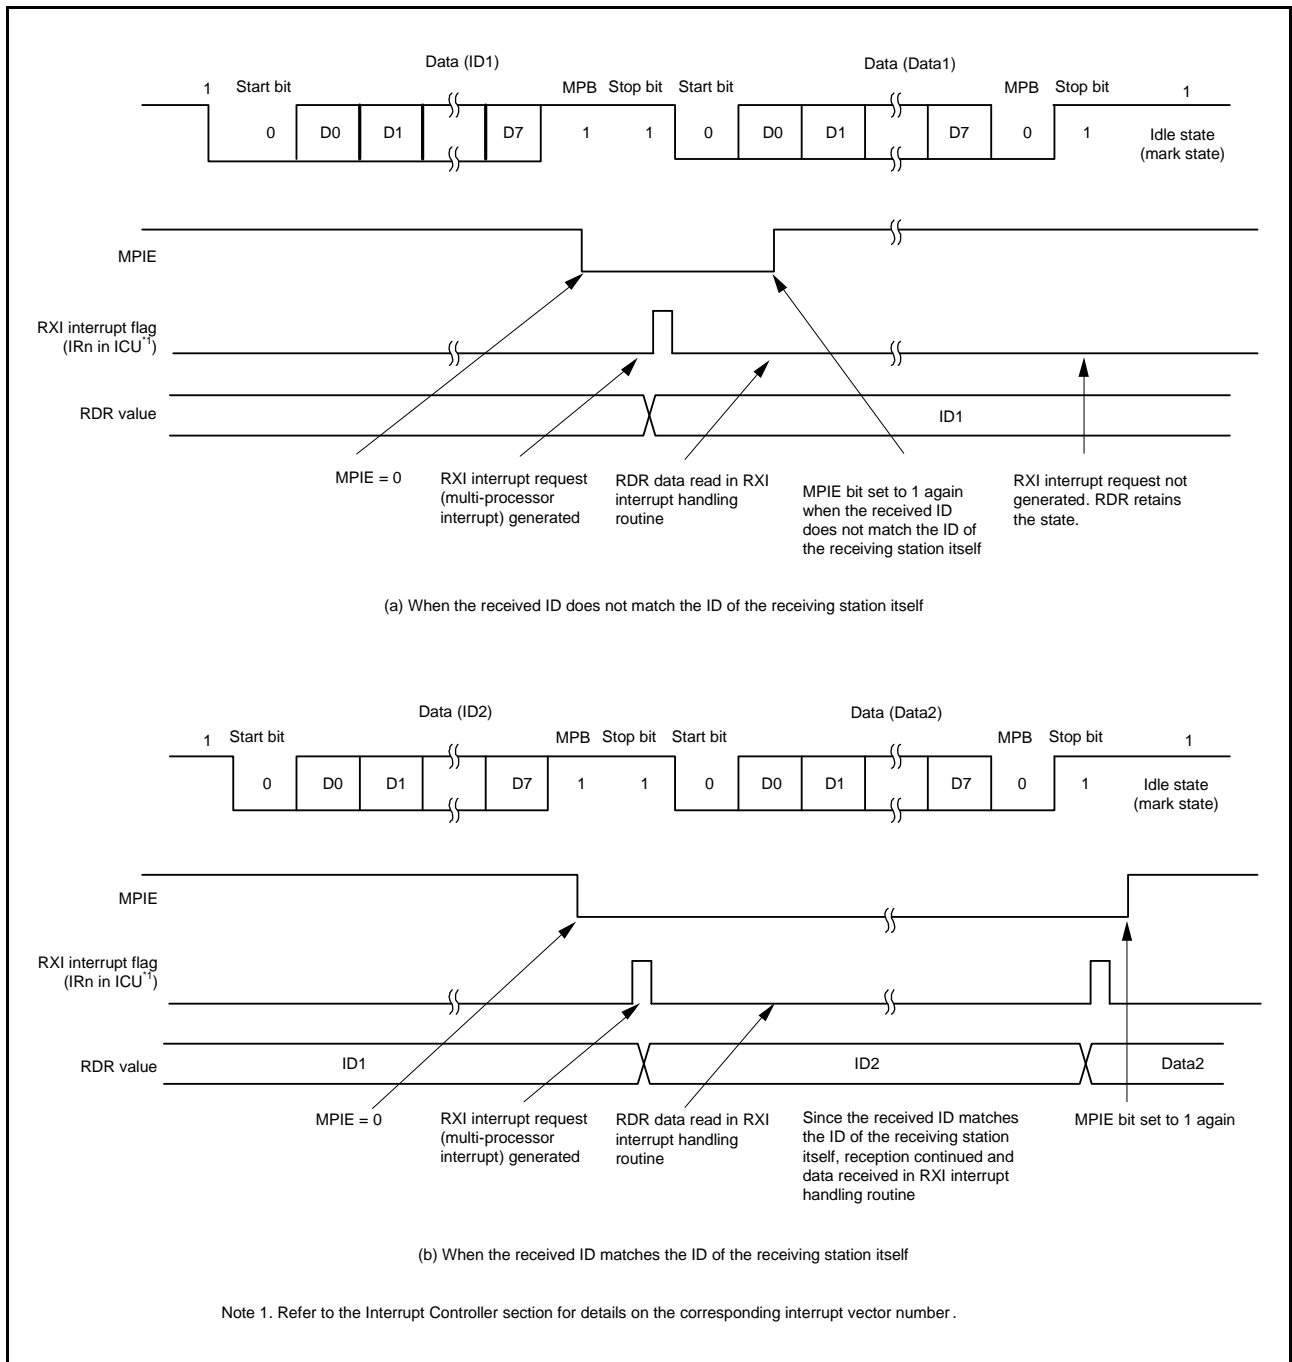 Data (ID1) Data (Data1)
1 Start bit MPB Stop bit Start bit MPB Stop bit 1
0 D0 D1 D7 1 1 0 D0 D1 D7 0 1 Idle state
(mark state)
MPIE
RXI interrupt flag
(IRn in ICU*1)
RDR value ID1
MPIE = 0
RXI interrupt request
(multi-processor
interrupt) generated
RDR data read in RXI
interrupt handling
routine
MPIE bit set to 1 again
when the received ID
does not match the ID of
the receiving station itself
RXI interrupt request not
generated. RDR retains
the state.
(a) When the received ID does not match the ID of the receiving station itself
Data (ID2) Data (Data2)
1 Start bit MPB Stop bit Start bit MPB Stop bit 1
0 D0 D1 D7 1 1 0 D0 D1 D7 0 1 Idle state
(mark state)
MPIE
RXI interrupt flag
(IRn in ICU*1)
RDR value ID1 ID2 Data2
MPIE = 0
RXI interrupt request
(multi-processor
interrupt) generated
RDR data read in RXI
interrupt handling
routine
Since the received ID matches
the ID of the receiving station
itself, reception continued and
data received in RXI interrupt
handling routine
MPIE bit set to 1 again
(b) When the received ID matches the ID of the receiving station itself
Note 1. Refer to the Interrupt Controller section for details on the corresponding interrupt vector number.